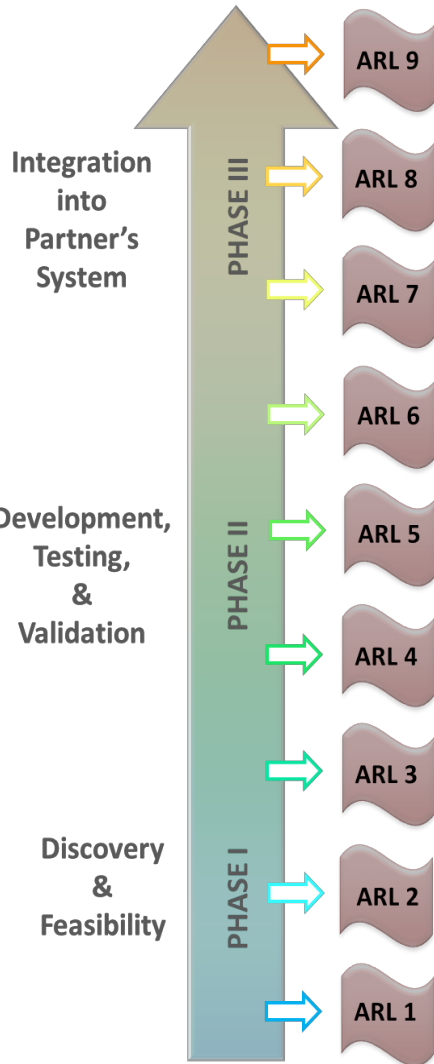 ARL 9
Integration
into
Partner's
System
PHASE III
ARL 8
ARL 7
ARL 6
Development,
Testing,
&
Validation
PHASE II
ARL 5
ARL 4
ARL 3
Discovery
&
Feasibility
PHASE I
ARL 2
ARL 1